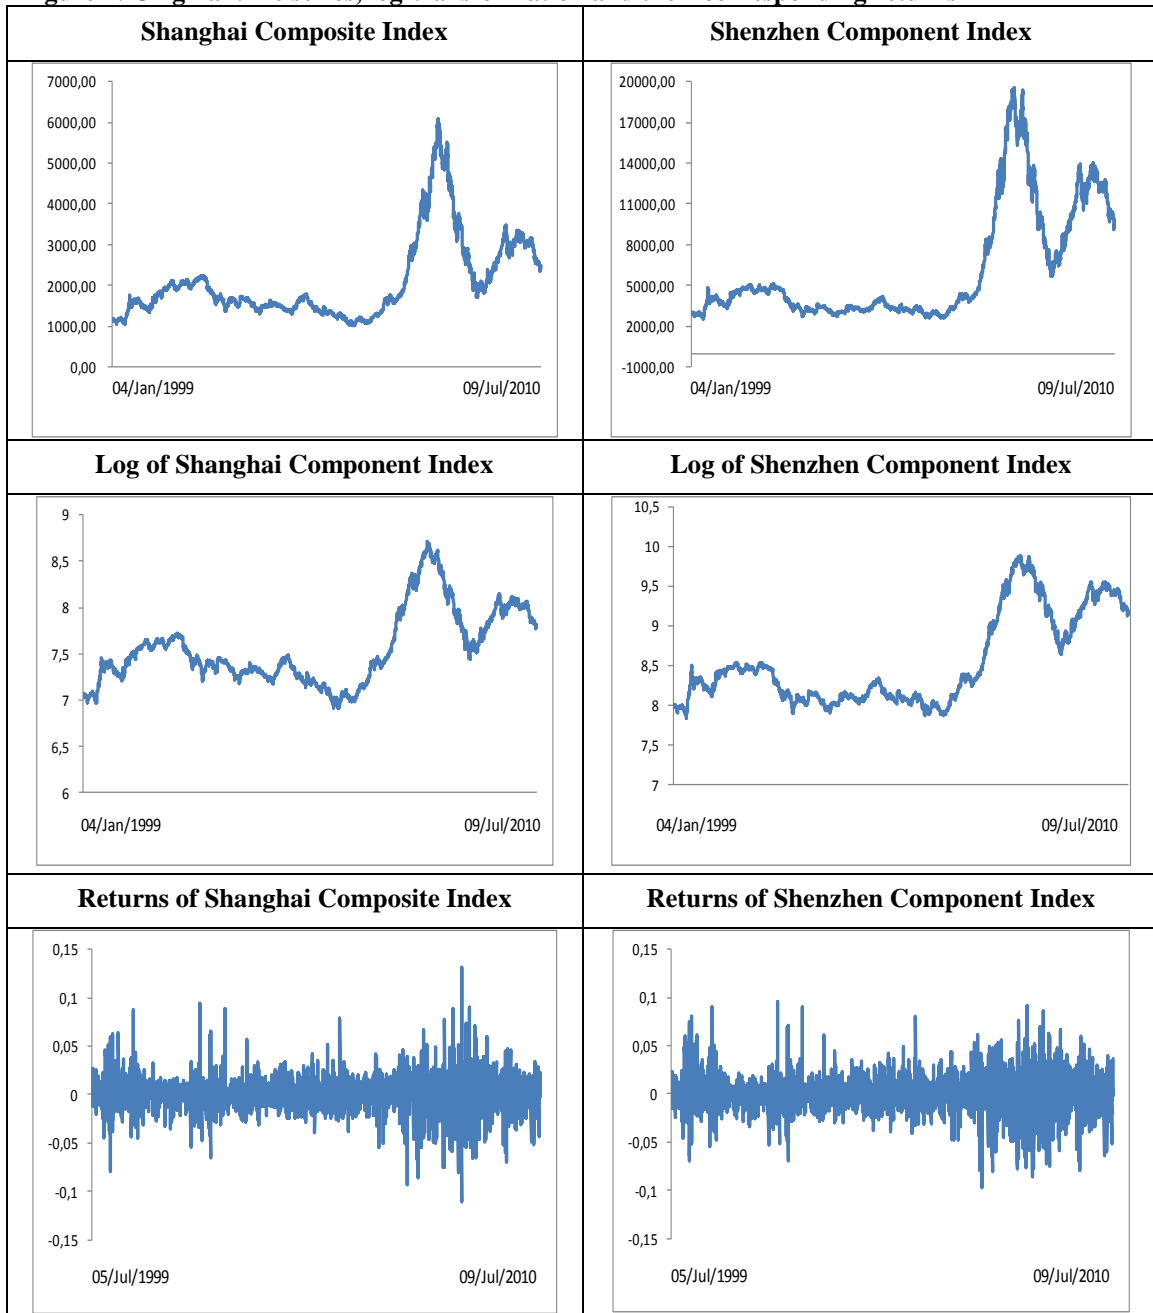 Shanghai Composite Index
Shenzhen Component Index
7000,00
6000,00
5000,00
4000,00
3000,00
2000,00
1000,00
0,00
04/Jan/1999
09/Jul/2010
20000,00
17000,00
14000,00
11000,00
8000,00
5000,00
2000,00
-1000,00
04/Jan/1999
09/Jul/2010
Log of Shanghai Component Index
Log of Shenzhen Component Index
9
8,5
8
7,5
7
6,5
6
04/Jan/1999
09/Jul/2010
10,5
10
9,5
9
8,5
8
7,5
7
04/Jan/1999
09/Jul/2010
Returns of Shanghai Composite Index
Returns of Shenzhen Component Index
0,15
0,1
0,05
0
-0,05
-0,1
-0,15
05/Jul/1999
09/Jul/2010
0,15
0,1
0,05
0
-0,05
-0,1
-0,15
05/Jul/1999
09/Jul/2010